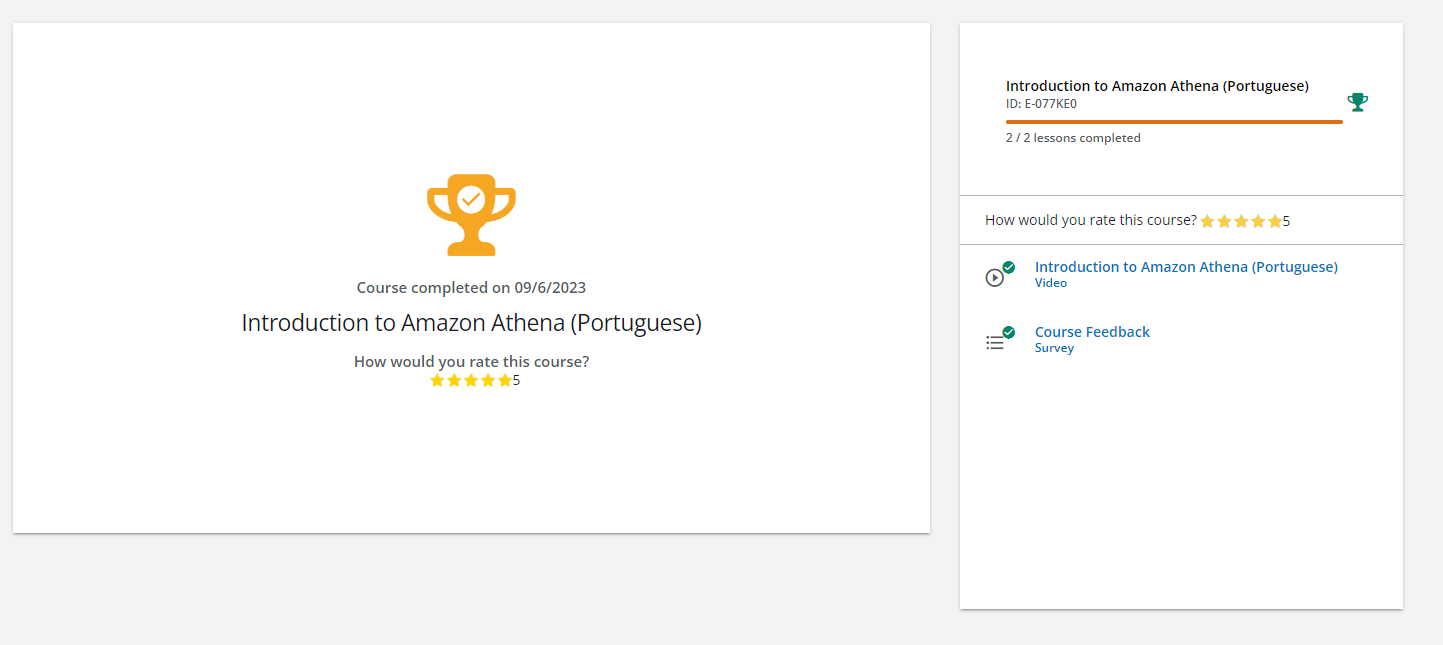 Course completed on 09/6/2023
Introduction to Amazon Athena (Portuguese)
How would you rate this course?
5
Introduction to Amazon Athena (Portuguese)
ID: E-077KE0
2 / 2 lessons completed
How would you rate this course? 5
Introduction to Amazon Athena (Portuguese)
Video
Course Feedback
Survey